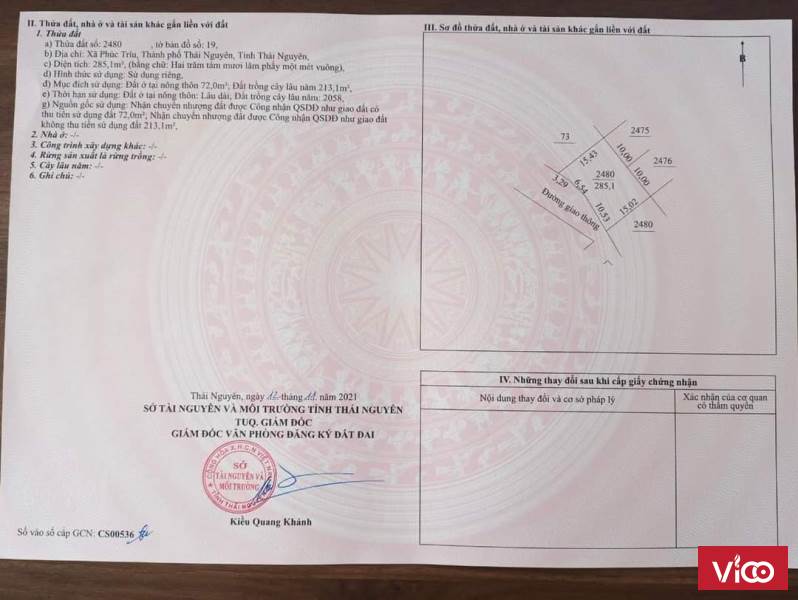 II. Thửa đất, nhà ở và tài sản khác gắn liền với đất
1. Thửa đất
a) Thửa đất số: 2480 , tờ bản đồ số: 19,
b) Địa chỉ: Xã Phúc Trìu, Thành phố Thái Nguyên, Tỉnh Thái Nguyên,
c) Diện tích: 285,1m², (bằng chữ: Hai trăm tám mươi lăm phẩy một mét vuông),
d) Hình thức sử dụng: Sử dụng riêng,
đ) Mục đích sử dụng: Đất ở tại nông thôn 72,0m², Đất trồng cây lâu năm 213,1m²,
e) Thời hạn sử dụng: Đất ở tại nông thôn: Lâu dài, Đất trồng cây lâu năm: 2058,
g) Nguồn gốc sử dụng: Nhận chuyển nhượng đất được Công nhận QSDĐ như giao đất có
thu tiền sử dụng đất 72,0m², Nhận chuyển nhượng đất được Công nhận QSDĐ như giao đất
không thu tiền sử dụng đất 213,1m²,
2. Nhà ở: -/-
3. Công trình xây dựng khác: -/-
4. Rừng sản xuất là rừng trồng: -/-
5. Cây lâu năm: -/-
6. Ghi chú: -/-
Thái Nguyên, ngày 12 tháng 11 năm 2021
SỞ TÀI NGUYÊN VÀ MÔI TRƯỜNG TỈNH THÁI NGUYÊN
TUQ. GIÁM ĐỐC
GIÁM ĐỐC VĂN PHÒNG ĐĂNG KÝ ĐẤT ĐAI
CỘNG HÒA X.H.C.N VIỆT NAM
SỞ
TÀI NGUYÊN VÀ
MÔI TRƯỜNG
TỈNH THÁI NGUYÊN
Kiều Quang Khánh
Số vào sổ cấp GCN: CS00536
III. Sơ đồ thửa đất, nhà ở và tài sản khác gắn liền với đất
B
73
2475
2476
15,43
10,00
10,00
2480
285,1
3,29
6,54
10,53
15,02
2480
Đường giao thông
IV. Những thay đổi sau khi cấp giấy chứng nhận
Nội dung thay đổi và cơ sở pháp lý
Xác nhận của cơ quan
có thẩm quyền
Vico